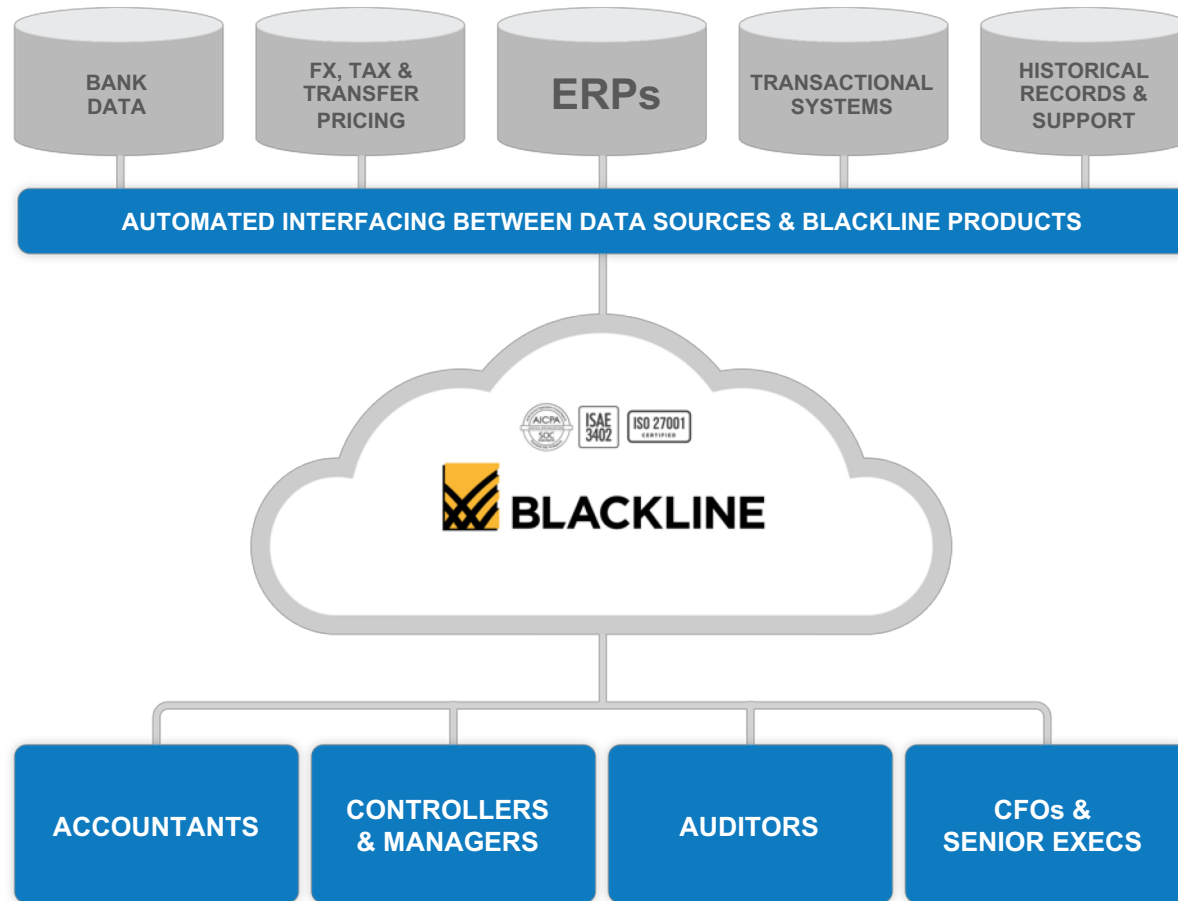 BANK
DATA
FX, TAX &
TRANSFER
PRICING
ERPs
TRANSACTIONAL
SYSTEMS
HISTORICAL
RECORDS &
SUPPORT
AUTOMATED INTERFACING BETWEEN DATA SOURCES & BLACKLINE PRODUCTS
AICPA
SOC
ISAE
3402
ISO 27001
CERTIFIED
BLACKLINE
ACCOUNTANTS
CONTROLLERS
& MANAGERS
AUDITORS
CFOs &
SENIOR EXECS